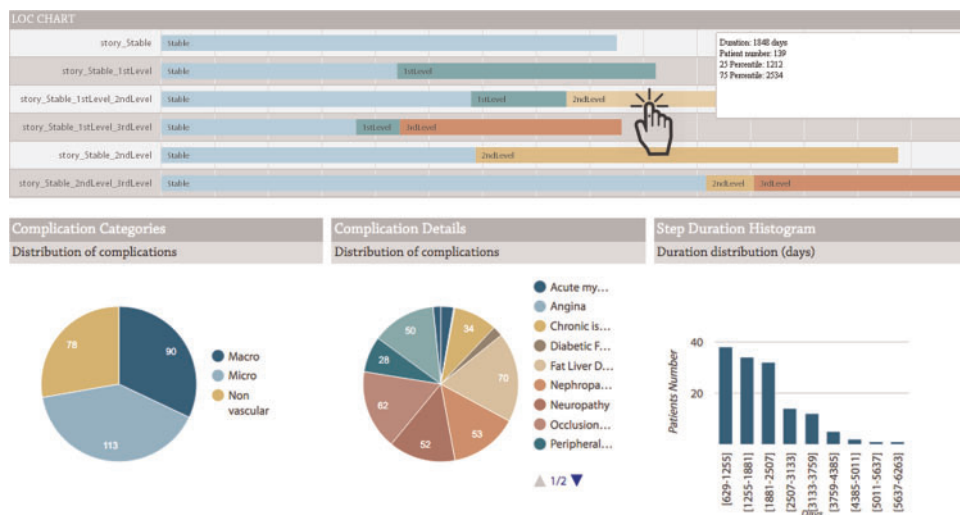 LOC CHART
story_Stable
Stable
story_Stable_1stLevel
Stable
1stLevel
story_Stable_1stLevel_2ndLevel
Stable
1stLevel
2ndLevel
story_Stable_1stLevel_3rdLevel
Stable
1stLevel
3rdLevel
story_Stable_2ndLevel
Stable
2ndLevel
story_Stable_2ndLevel_3rdLevel
Stable
2ndLevel
3rdLevel
Duration: 1848 days
Patient number: 139
25 Percentile: 1212
75 Percentile: 2534
Complication Categories
Distribution of complications
78
90
113
Macro
Micro
Non
vascular
Complication Details
Distribution of complications
50
34
28
70
62
52
53
Acute my...
Angina
Chronic is...
Diabetic F...
Fat Liver D...
Nephropa...
Neuropathy
Occlusion...
Peripheral...
1/2
Step Duration Histogram
Duration distribution (days)
Patients Number
40
20
[629-1255]
[1255-1881]
[1881-2507]
[2507-3133]
[3133-3759]
[3759-4385]
[4385-5011]
[5011-5637]
[5637-6263]